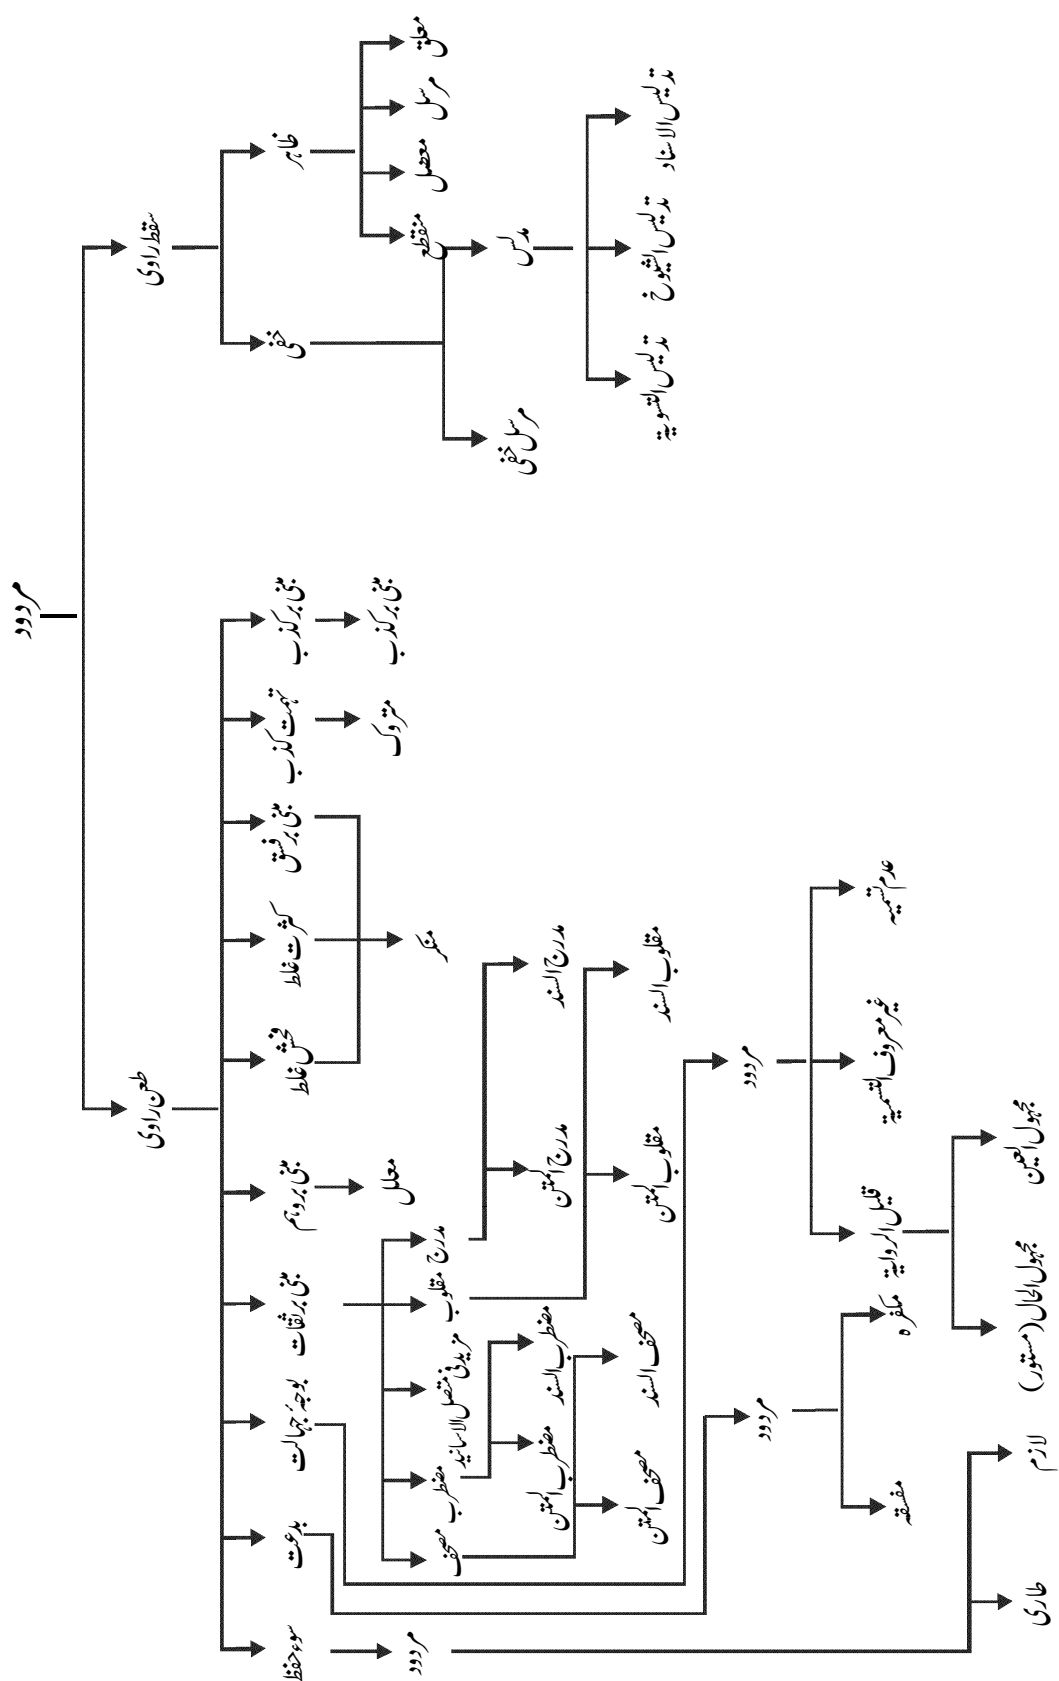 مردود
سقط راوی
طعن راوی
ظاہر
خفی
معلق
مرسل
معضل
منقطع
مدلس
مرسل خفی
تدلیس الاسناد
تدلیس الشیوخ
تدلیس التسویۃ
مبنی بر کذب
تہمت کذب
مبنی بر فسق
کثرت غلط
فحش غلط
مبنی بر وہم
مبنی بر ثقات
بوجہٴ جہالت
بدعت
سوء حفظ
مبنی بر کذب
متروک
منکر
معلل
مدرج
مقلوب
مزید فی متصل الاسانید
مضطرب
مصحف
مردود
مدرج السند
مدرج المتن
مضطرب السند
مضطرب المتن
مقلوب السند
مقلوب المتن
مصحف السند
مصحف المتن
مردود
مردود
عدم تسمیہ
غیر معروف التسمیۃ
قلیل الروایۃ
مکفرہ
مفسقہ
مجہول العین
مجہول الحال (مستور)
لازم
طاری